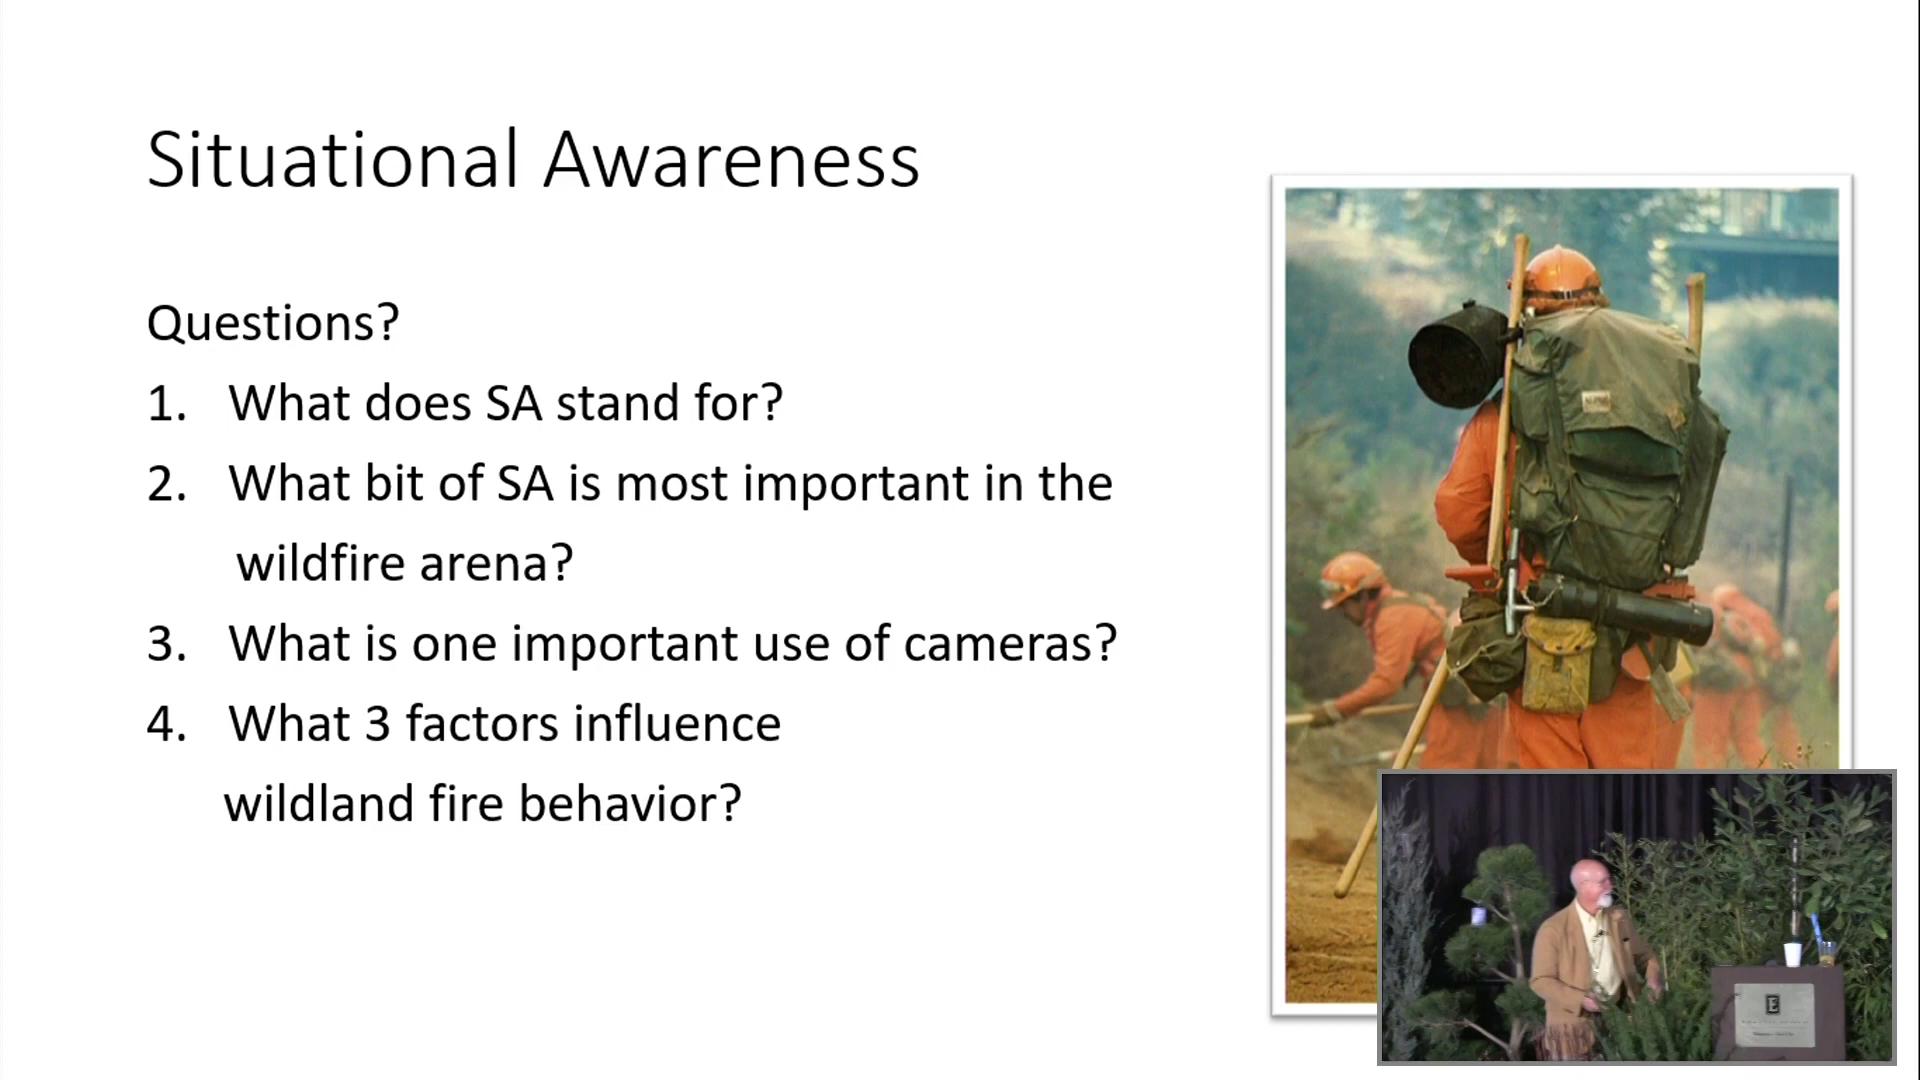 Situational Awareness
Questions?
1. What does SA stand for?
2. What bit of SA is most important in the
wildfire arena?
3. What is one important use of cameras?
4. What 3 factors influence
wildland fire behavior?
E